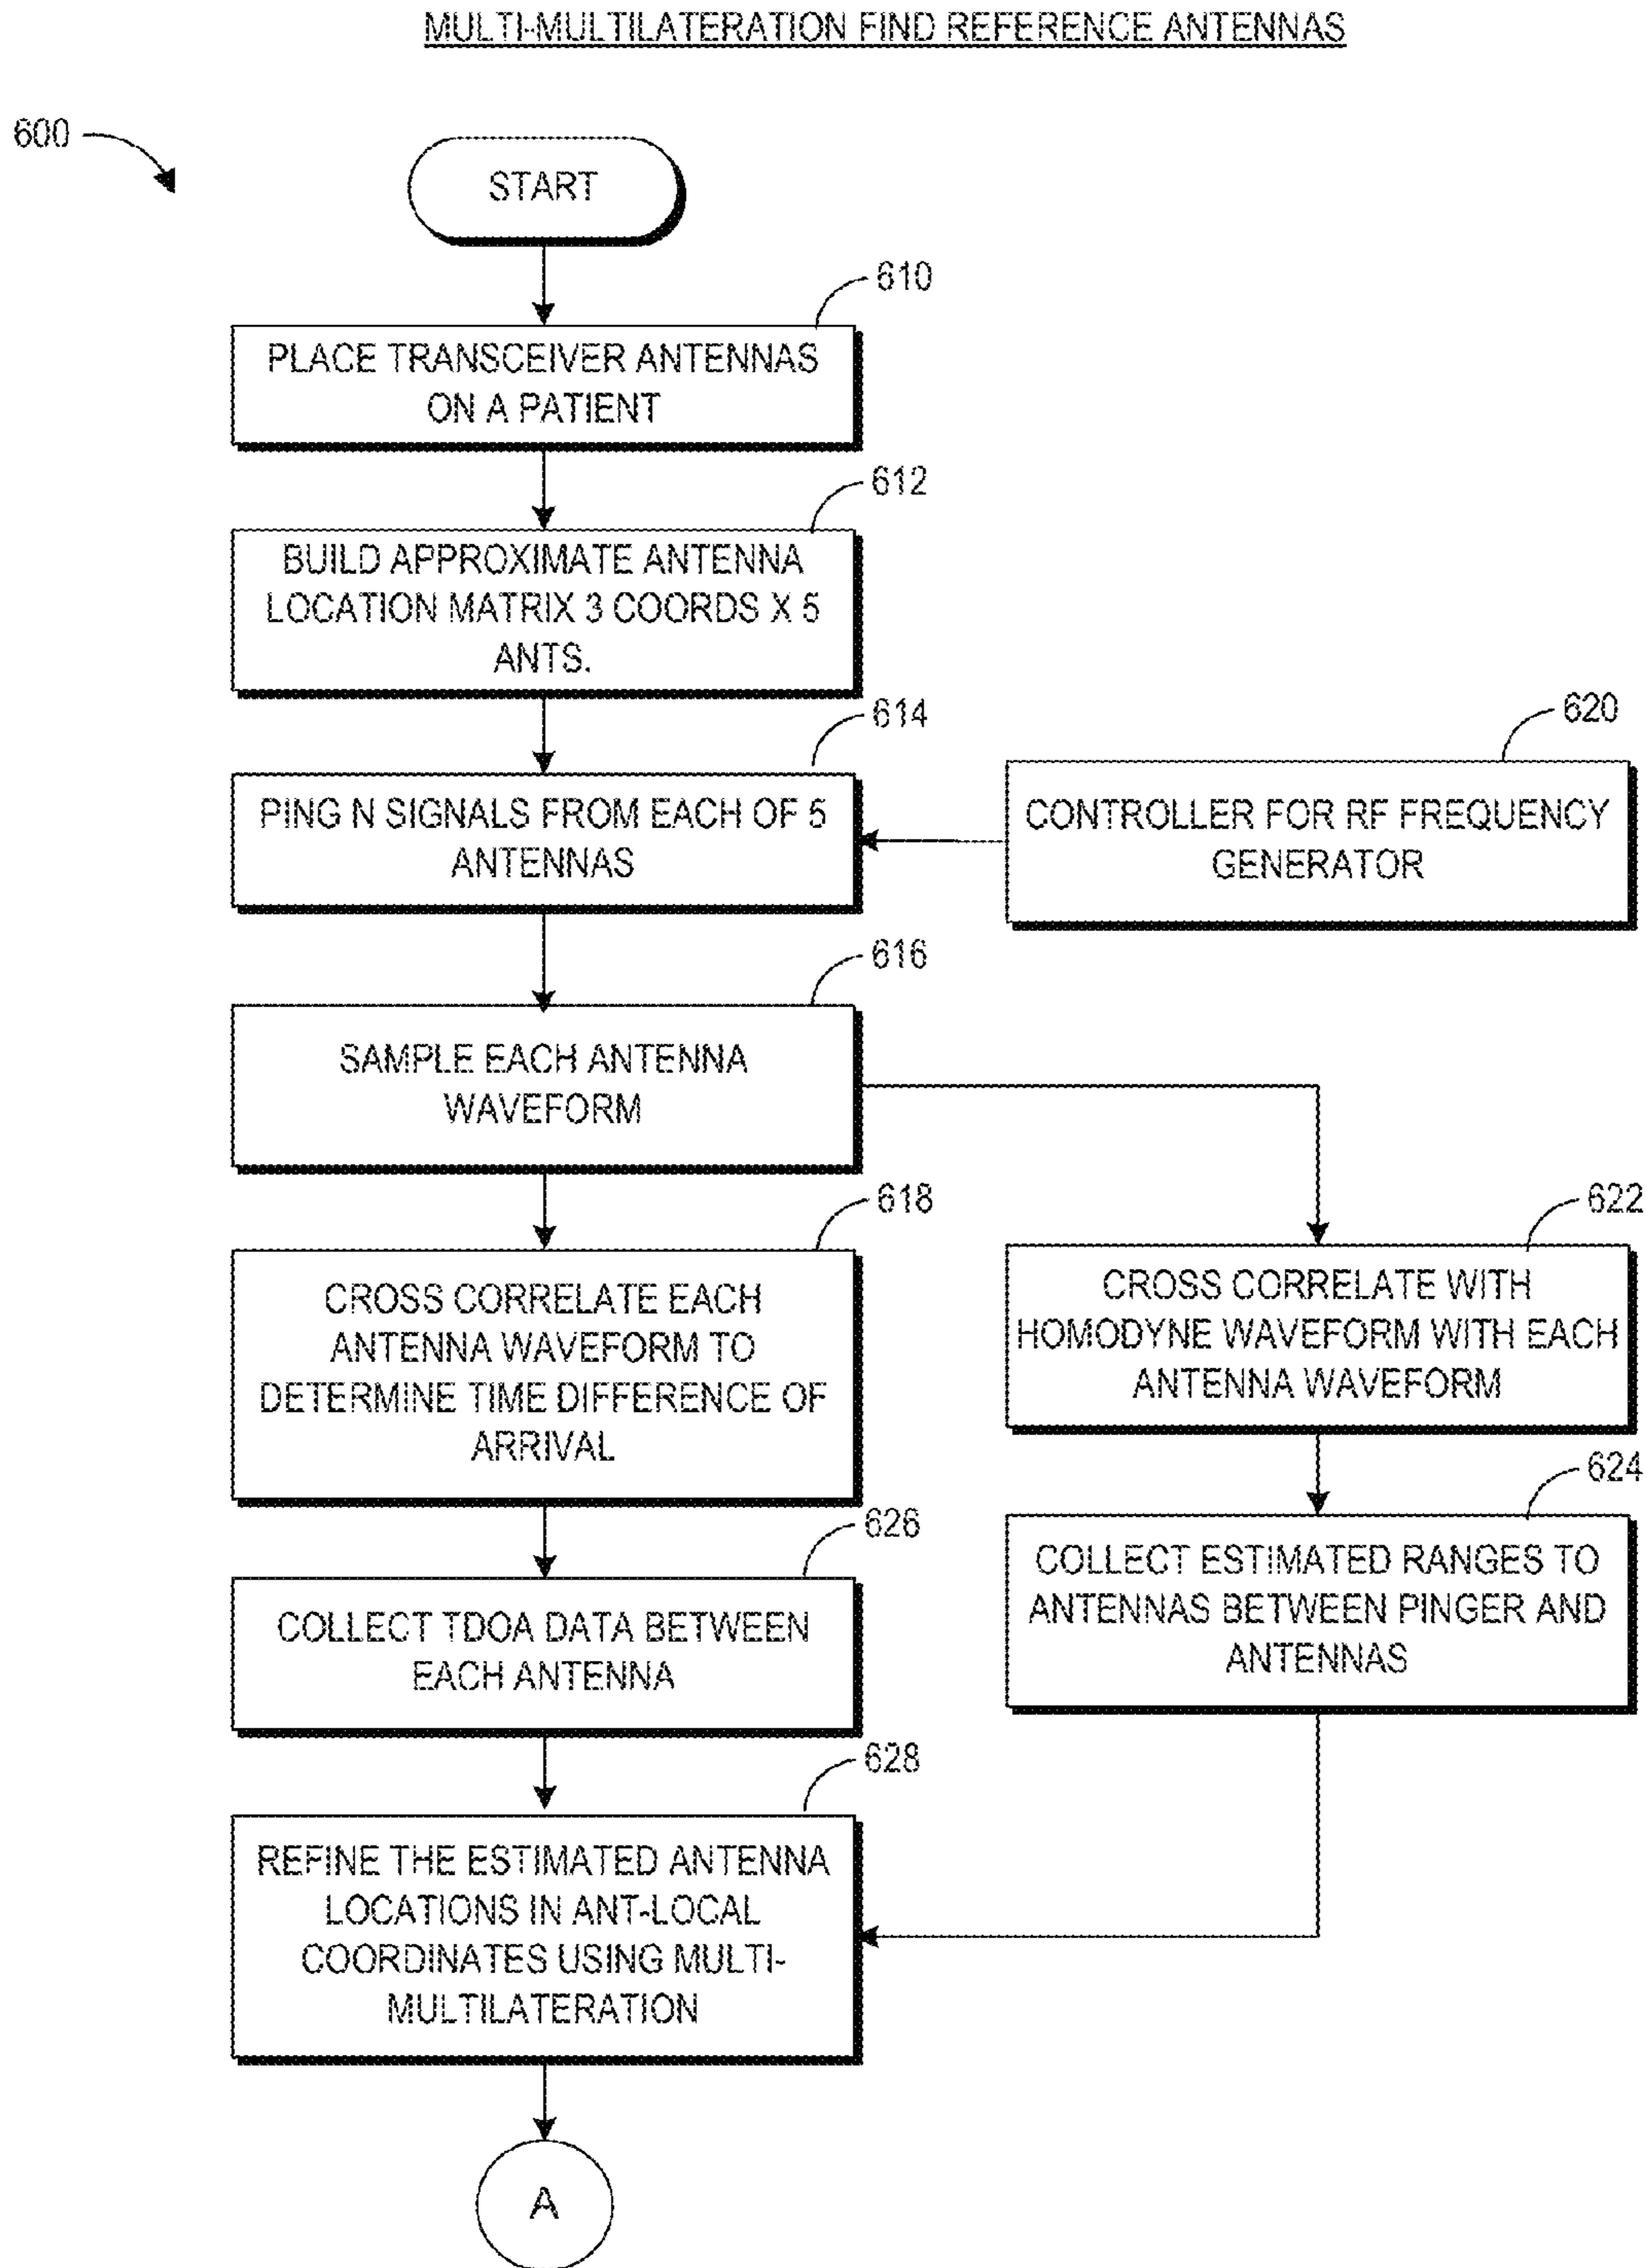 MULTI-MULTILATERATION FIND REFERENCE ANTENNAS
600
START
610
PLACE TRANSCEIVER ANTENNAS
ON A PATIENT
612
BUILD APPROXIMATE ANTENNA
LOCATION MATRIX 3 COORDS X 5
ANTS.
614
PING N SIGNALS FROM EACH OF 5
ANTENNAS
620
CONTROLLER FOR RF FREQUENCY
GENERATOR
616
SAMPLE EACH ANTENNA
WAVEFORM
618
CROSS CORRELATE EACH
ANTENNA WAVEFORM TO
DETERMINE TIME DIFFERENCE OF
ARRIVAL
622
CROSS CORRELATE WITH
HOMODYNE WAVEFORM WITH EACH
ANTENNA WAVEFORM
624
COLLECT ESTIMATED RANGES TO
ANTENNAS BETWEEN PINGER AND
ANTENNAS
626
COLLECT TDOA DATA BETWEEN
EACH ANTENNA
628
REFINE THE ESTIMATED ANTENNA
LOCATIONS IN ANT-LOCAL
COORDINATES USING MULTI-
MULTILATERATION
A